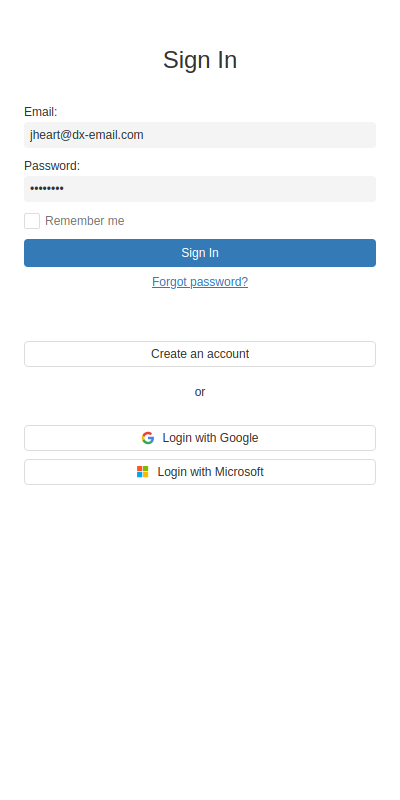 Sign In
Email:
jheart@dx-email.com
Password:
••••••••
Remember me
Sign In
Forgot password?
Create an account
or
Login with Google
Login with Microsoft